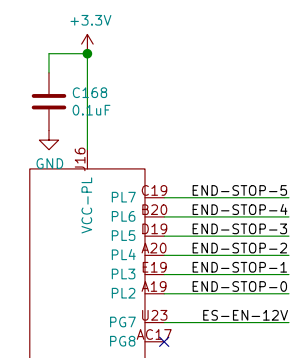 +3.3V
C168
0.1uF
GND
J16
VCC-PL
PL7 C19 END-STOP-5
PL6 B20 END-STOP-4
PL5 D19 END-STOP-3
PL4 A20 END-STOP-2
PL3 E19 END-STOP-1
PL2 A19 END-STOP-0
PG7 U23 ES-EN-12V
PG8 AC17